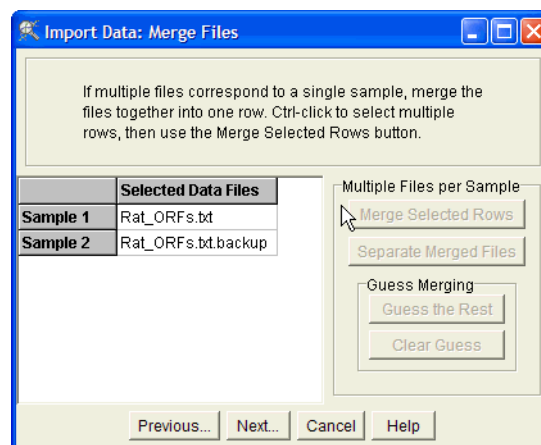 Import Data: Merge Files
If multiple files correspond to a single sample, merge the
files together into one row. Ctrl-click to select multiple
rows, then use the Merge Selected Rows button.
Selected Data Files
Sample 1 Rat_ORFs.txt
Sample 2 Rat_ORFs.txt.backup
Multiple Files per Sample
Merge Selected Rows
Separate Merged Files
Guess Merging
Guess the Rest
Clear Guess
Previous... Next... Cancel Help